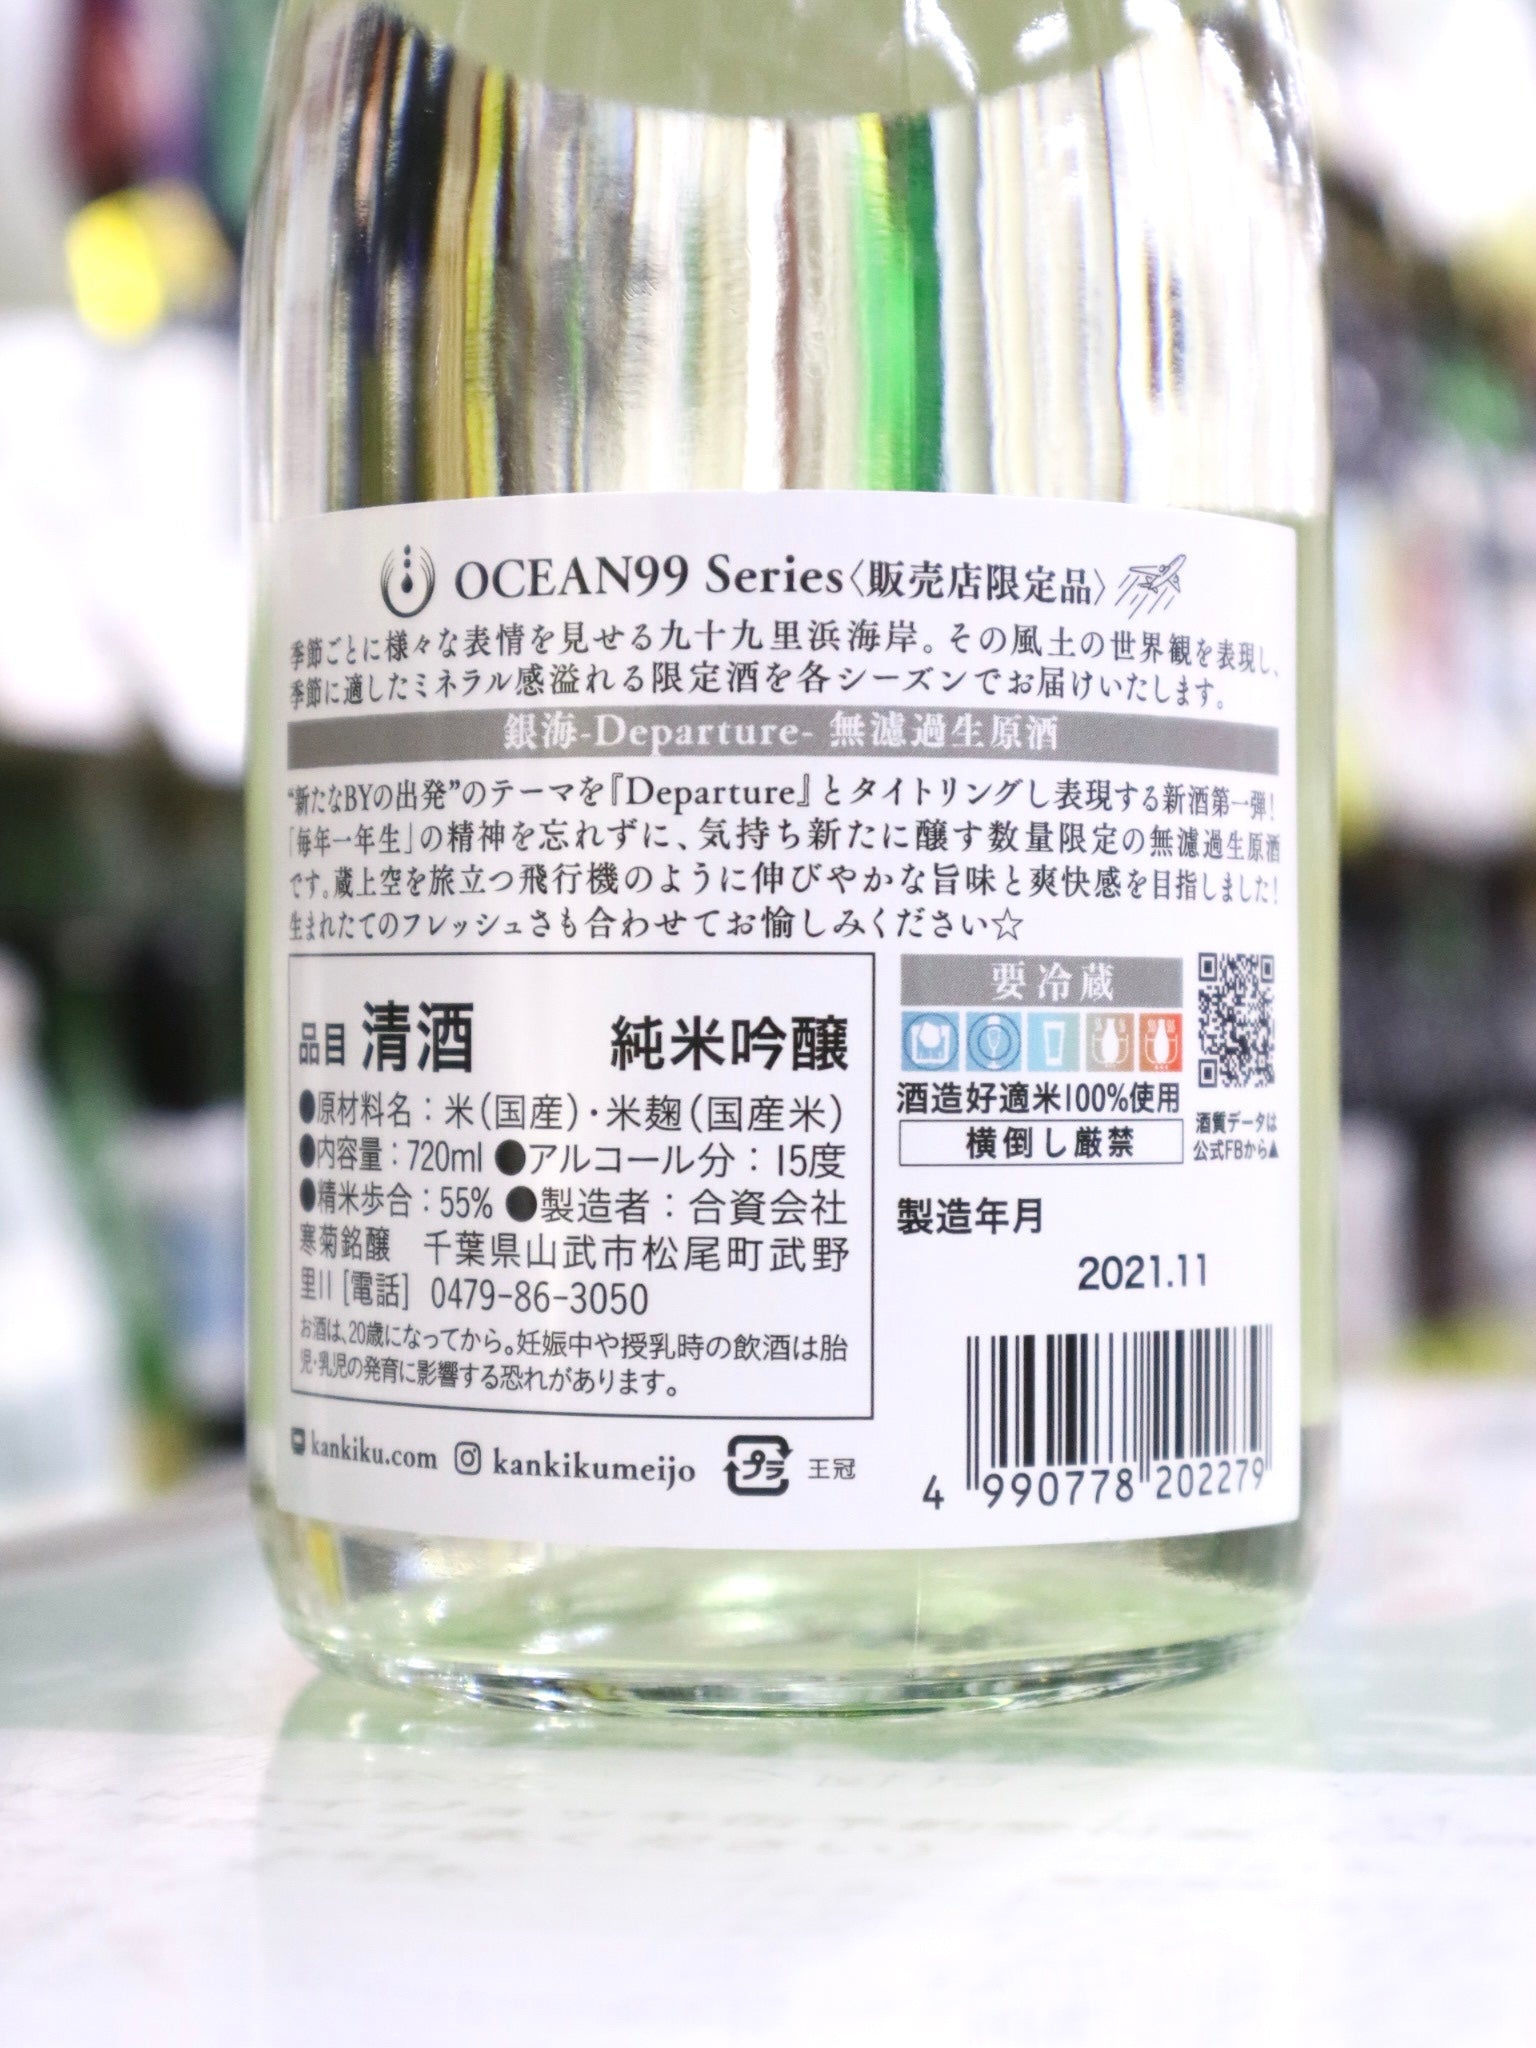 OCEAN99 Series〈販売店限定品〉
季節ごとに様々な表情を見せる九十九里浜海岸。その風土の世界観を表現し、
季節に適したミネラル感溢れる限定酒を各シーズンでお届けいたします。
銀海-Departure- 無濾過生原酒
“新たなBYの出発”のテーマを『Departure』とタイトリングし表現する新酒第一弾！
「毎年一年生」の精神を忘れずに、気持ち新たに醸す数量限定の無濾過生原酒
です。蔵上空を旅立つ飛行機のように伸びやかな旨味と爽快感を目指しました！
生まれたてのフレッシュさも合わせてお愉しみください☆
品目 清酒 純米吟醸
●原材料名：米（国産）・米麹（国産米）
●内容量：720ml ●アルコール分：15度
●精米歩合：55% ●製造者：合資会社
寒菊銘醸 千葉県山武市松尾町武野
里11 [電話] 0479-86-3050
お酒は、20歳になってから。妊娠中や授乳時の飲酒は胎
児・乳児の発育に影響する恐れがあります。
kankiku.com kankikumeijo プラ 王冠
要冷蔵
酒造好適米100%使用
横倒し厳禁
酒質データは
公式FBから▲
製造年月
2021.11
4 990778 202279